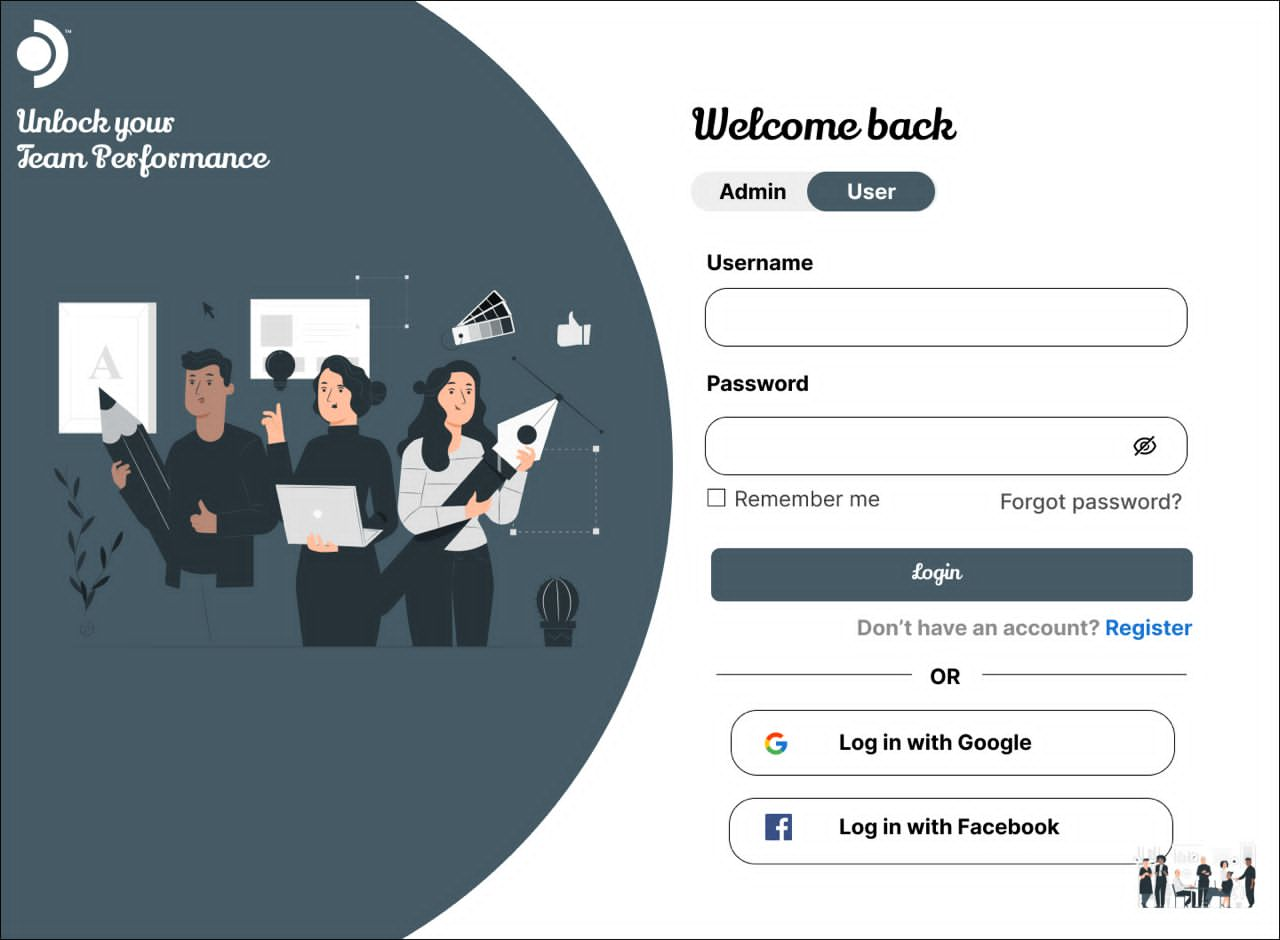 TM
Unlock your
Team Performance
A
Welcome back
Admin User
Username
Password
Remember me Forgot password?
Login
Don't have an account? Register
OR
Log in with Google
Log in with Facebook